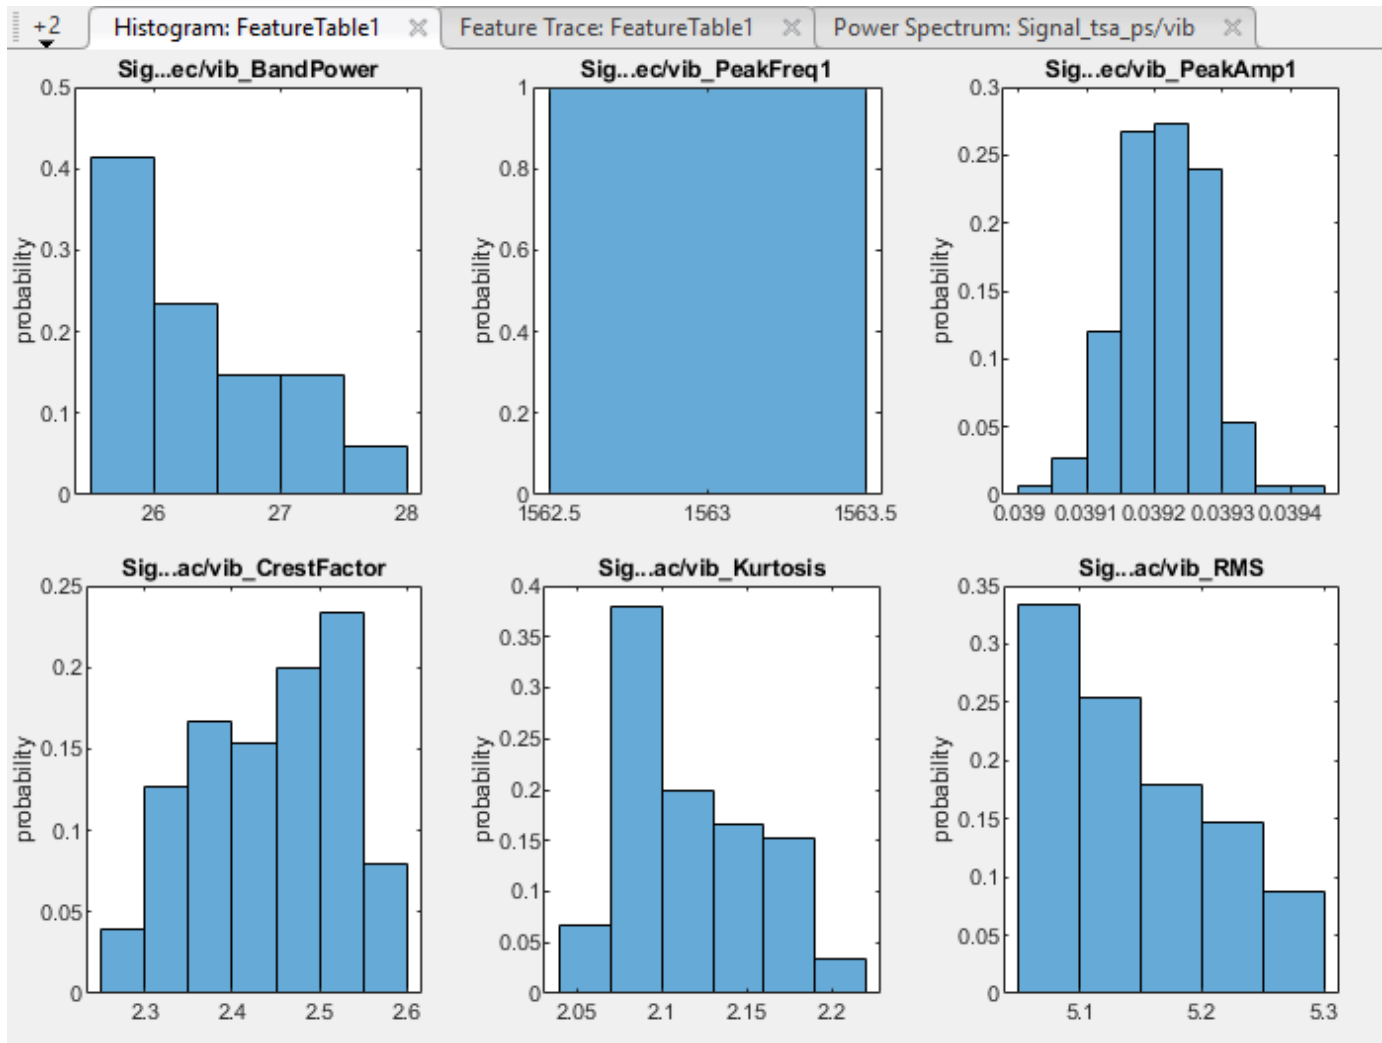 +2 Histogram: FeatureTable1 Feature Trace: FeatureTable1 Power Spectrum: Signal_tsa_ps/vib
Sig...ec/vib_BandPower
0.5
0.4
0.3
0.2
0.1
0
probability
26 27 28
Sig...ec/vib_PeakFreq1
1
0.8
0.6
0.4
0.2
0
probability
1562.5 1563 1563.5
Sig...ec/vib_PeakAmp1
0.3
0.25
0.2
0.15
0.1
0.05
0
probability
0.039 0.0391 0.0392 0.0393 0.0394
Sig...ac/vib_CrestFactor
0.25
0.2
0.15
0.1
0.05
0
probability
2.3 2.4 2.5 2.6
Sig...ac/vib_Kurtosis
0.4
0.35
0.3
0.25
0.2
0.15
0.1
0.05
0
probability
2.05 2.1 2.15 2.2
Sig...ac/vib_RMS
0.35
0.3
0.25
0.2
0.15
0.1
0.05
0
probability
5.1 5.2 5.3